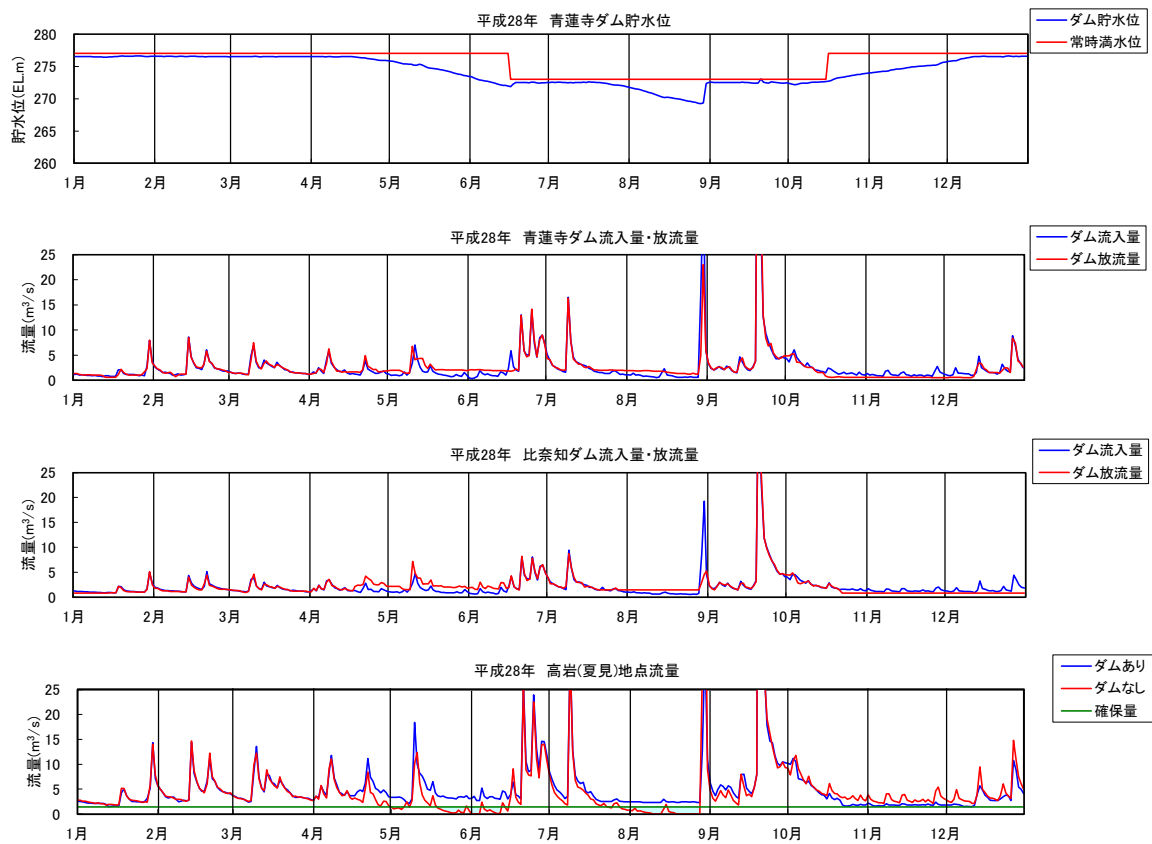 平成28年 青蓮寺ダム貯水位
ダム貯水位
常時満水位
貯水位(EL.m)
280
275
270
265
260
1月 2月 3月 4月 5月 6月 7月 8月 9月 10月 11月 12月
平成28年 青蓮寺ダム流入量・放流量
ダム流入量
ダム放流量
流量(m³/s)
25
20
15
10
5
0
1月 2月 3月 4月 5月 6月 7月 8月 9月 10月 11月 12月
平成28年 比奈知ダム流入量・放流量
ダム流入量
ダム放流量
流量(m³/s)
25
20
15
10
5
0
1月 2月 3月 4月 5月 6月 7月 8月 9月 10月 11月 12月
平成28年 高岩(夏見)地点流量
ダムあり
ダムなし
確保量
流量(m³/s)
25
20
15
10
5
0
1月 2月 3月 4月 5月 6月 7月 8月 9月 10月 11月 12月